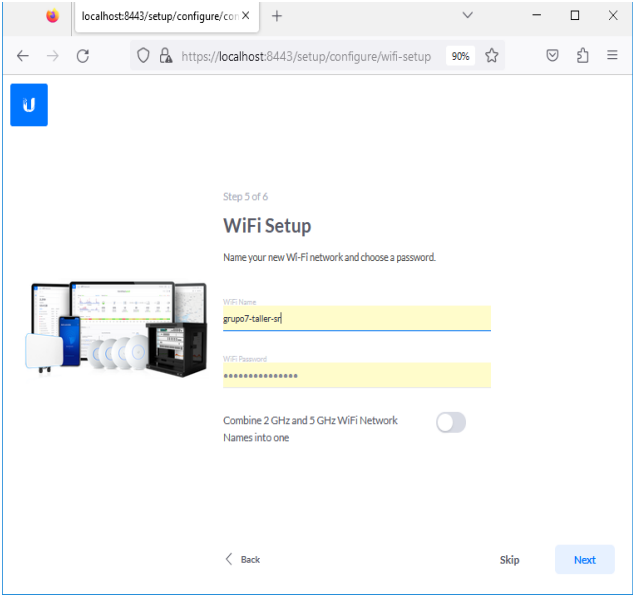 localhost:8443/setup/configure/con
https://localhost:8443/setup/configure/wifi-setup
90%
Step 5 of 6
WiFi Setup
Name your new Wi-Fi network and choose a password.
WiFi Name
grupo7-taller-sr
WiFi Password
•••••••••••••••
Combine 2 GHz and 5 GHz WiFi Network
Names into one
Back
Skip
Next